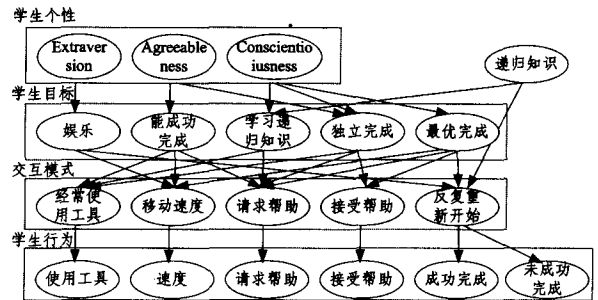 学生个性
Extraver
sion
Agreeable
ness
Conscientio
iusness
递归知识
学生目标
娱乐
能成功
完成
学习递
归知识
独立完成
最优完成
交互模式
经常使
用工具
移动速度
请求帮助
接受帮助
反复重
新开始
学生行为
使用工具
速度
请求帮助
接受帮助
成功完成
未成功
完成